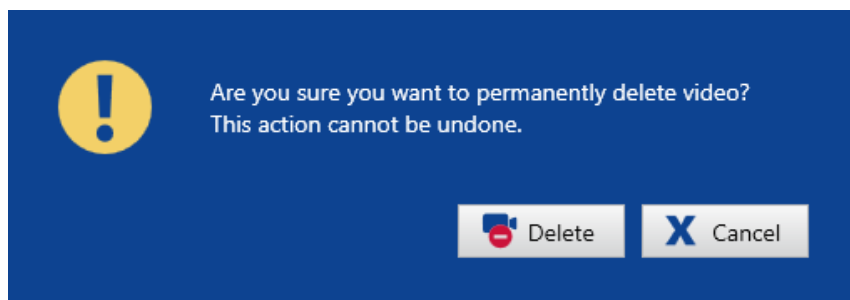 Are you sure you want to permanently delete video?
This action cannot be undone.
Delete
X Cancel